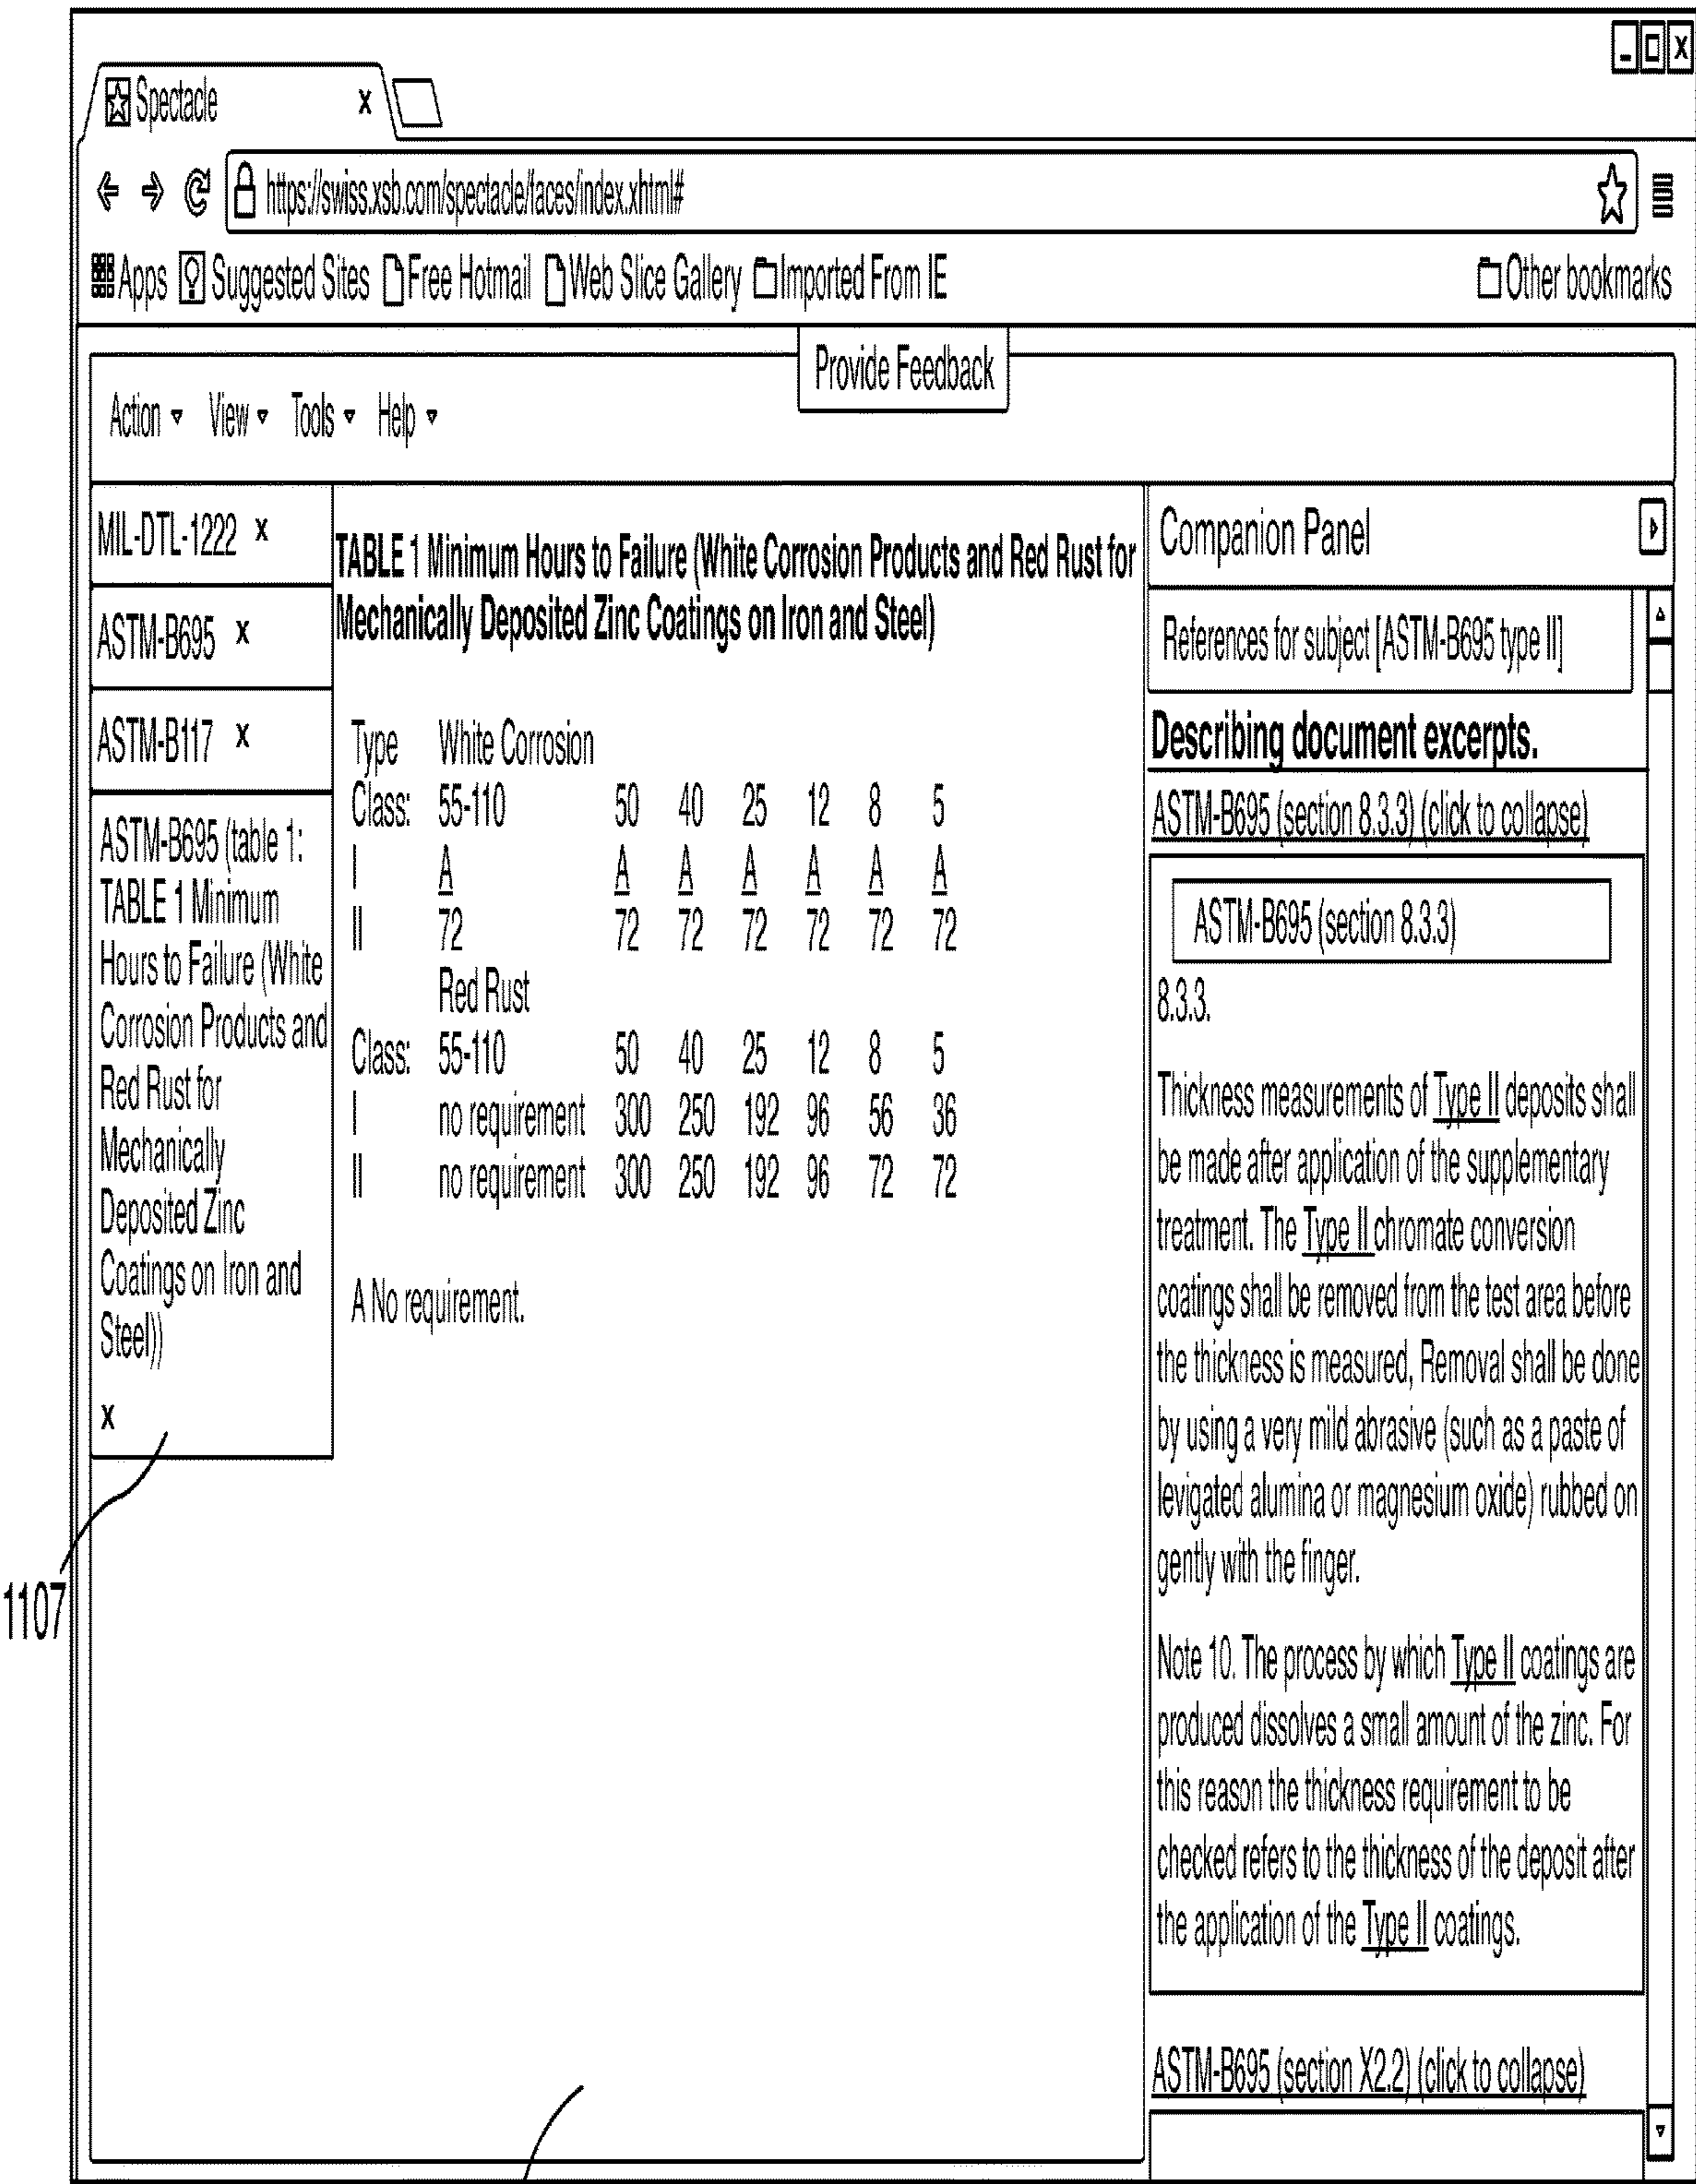 Spectacle x
https://swiss.xsb.com/spectacle/faces/index.xhtml#
Apps Suggested Sites Free Hotmail Web Slice Gallery Imported From IE Other bookmarks
Provide Feedback
Action View Tools Help
MIL-DTL-1222 x
ASTM-B695 x
ASTM-B117 x
ASTM-B695 (table 1:
TABLE 1 Minimum
Hours to Failure (White
Corrosion Products and
Red Rust for
Mechanically
Deposited Zinc
Coatings on Iron and
Steel))
x
1107
TABLE 1 Minimum Hours to Failure (White Corrosion Products and Red Rust for
Mechanically Deposited Zinc Coatings on Iron and Steel)
Type White Corrosion
Class: 55-110 50 40 25 12 8 5
I A A A A A A A
II 72 72 72 72 72 72 72
Red Rust
Class: 55-110 50 40 25 12 8 5
I no requirement 300 250 192 96 56 36
II no requirement 300 250 192 96 72 72
A No requirement.
Companion Panel
References for subject [ASTM-B695 type II]
Describing document excerpts.
ASTM-B695 (section 8.3.3) (click to collapse)
ASTM-B695 (section 8.3.3)
8.3.3.
Thickness measurements of Type II deposits shall
be made after application of the supplementary
treatment. The Type II chromate conversion
coatings shall be removed from the test area before
the thickness is measured, Removal shall be done
by using a very mild abrasive (such as a paste of
levigated alumina or magnesium oxide) rubbed on
gently with the finger.
Note 10. The process by which Type II coatings are
produced dissolves a small amount of the zinc. For
this reason the thickness requirement to be
checked refers to the thickness of the deposit after
the application of the Type II coatings.
ASTM-B695 (section X2.2) (click to collapse)